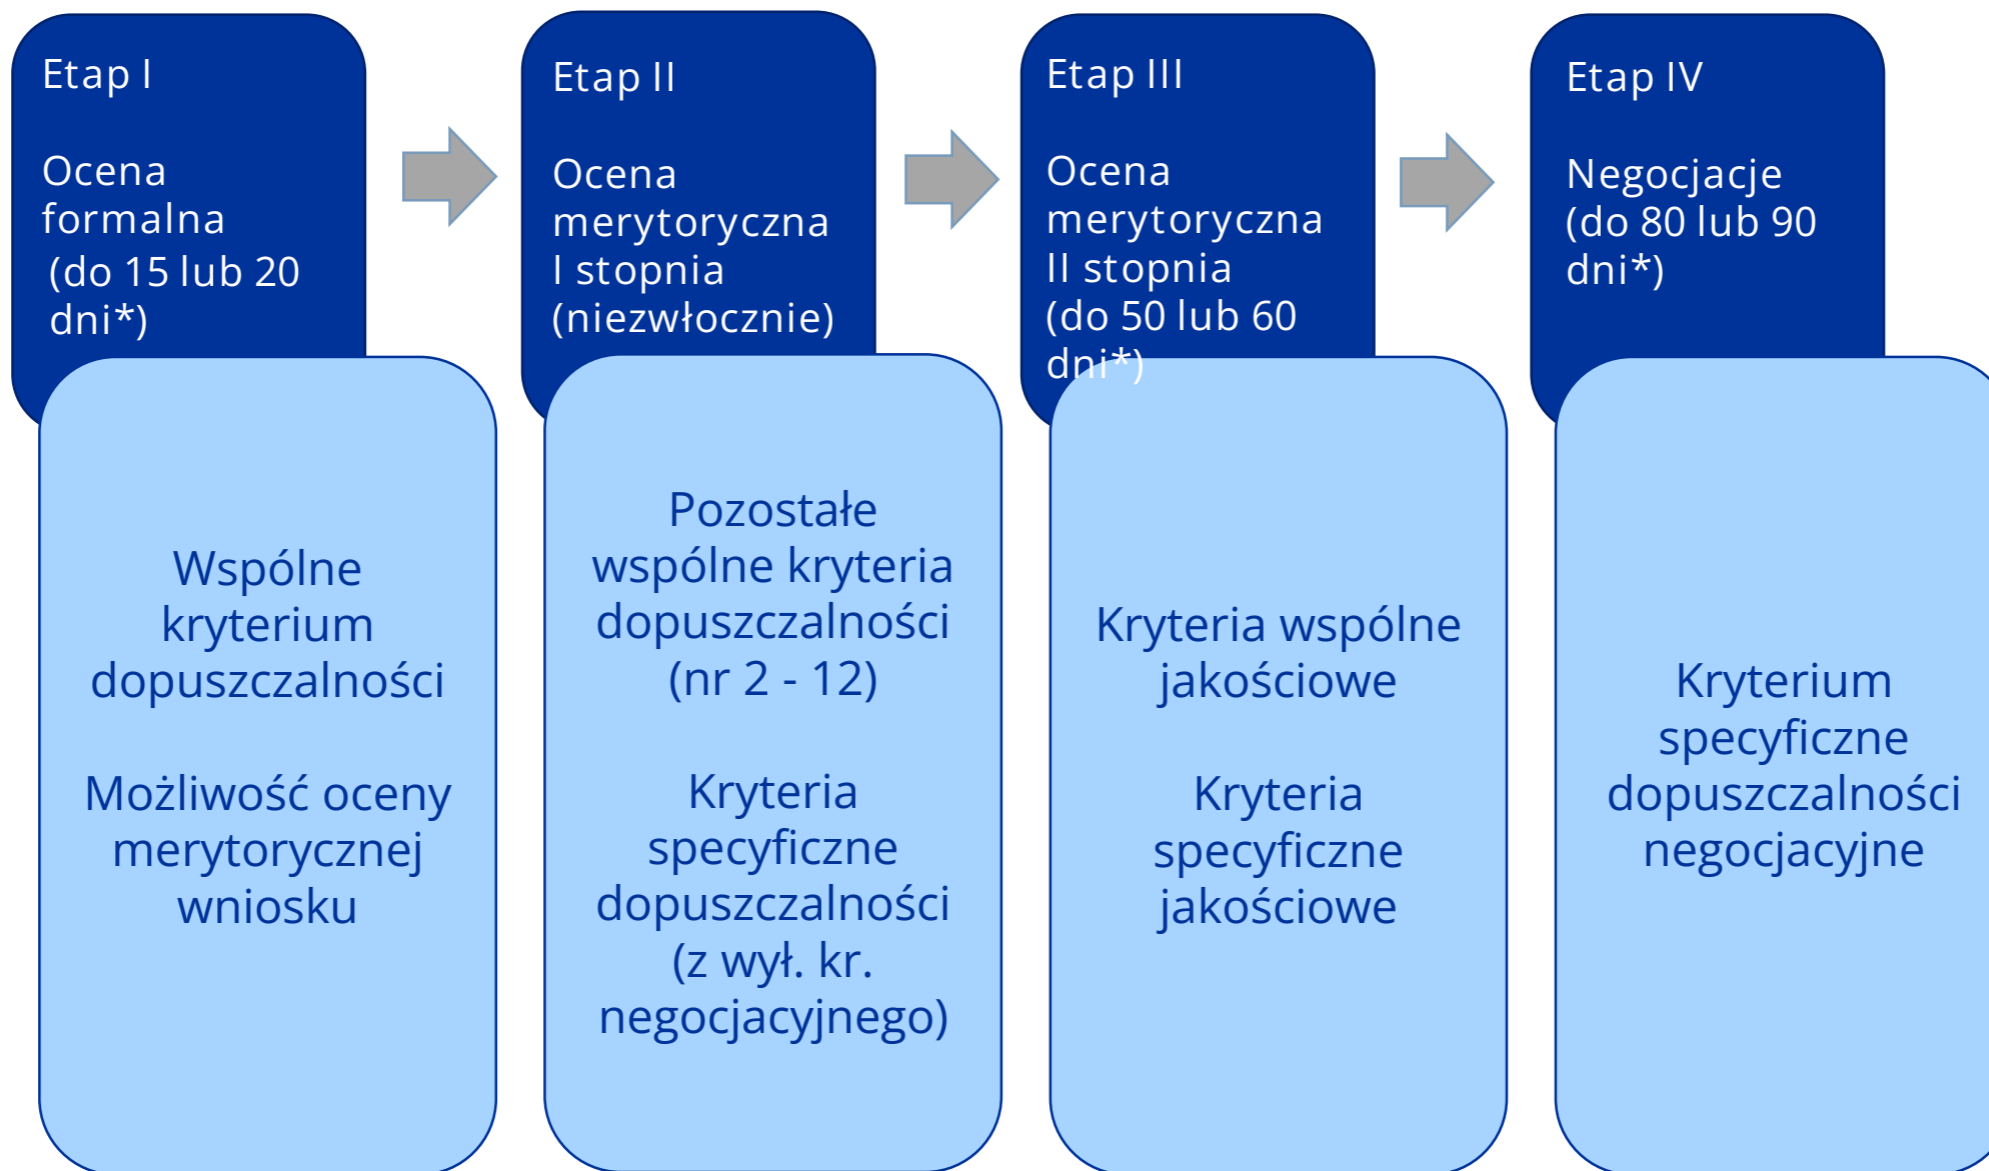 Etap I
Ocena
formalna
(do 15 lub 20
dni*)
Wspólne
kryterium
dopuszczalności
Możliwość oceny
merytorycznej
wniosku
Etap II
Ocena
merytoryczna
I stopnia
(niezwłocznie)
Pozostałe
wspólne kryteria
dopuszczalności
(nr 2 - 12)
Kryteria
specyficzne
dopuszczalności
(z wył. kr.
negocjacyjnego)
Etap III
Ocena
merytoryczna
II stopnia
(do 50 lub 60
dni*)
Kryteria wspólne
jakościowe
Kryteria
specyficzne
jakościowe
Etap IV
Negocjacje
(do 80 lub 90
dni*)
Kryterium
specyficzne
dopuszczalności
negocjacyjne